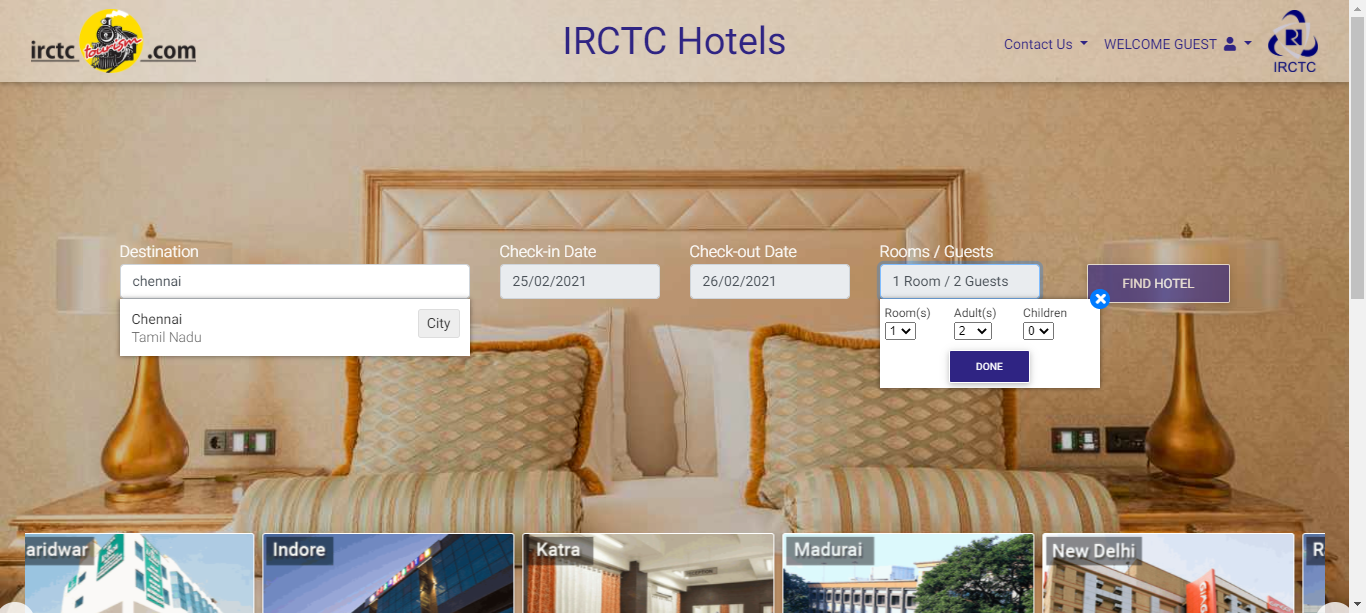 irctc tourism .com
IRCTC Hotels
Contact Us
WELCOME GUEST
IRCTC
Destination
Check-in Date
Check-out Date
Rooms / Guests
chennai
25/02/2021
26/02/2021
1 Room / 2 Guests
FIND HOTEL
Chennai
Tamil Nadu
City
Room(s)
Adult(s)
Children
1
2
0
DONE
aridwar
Indore
Katra
Madurai
New Delhi
R